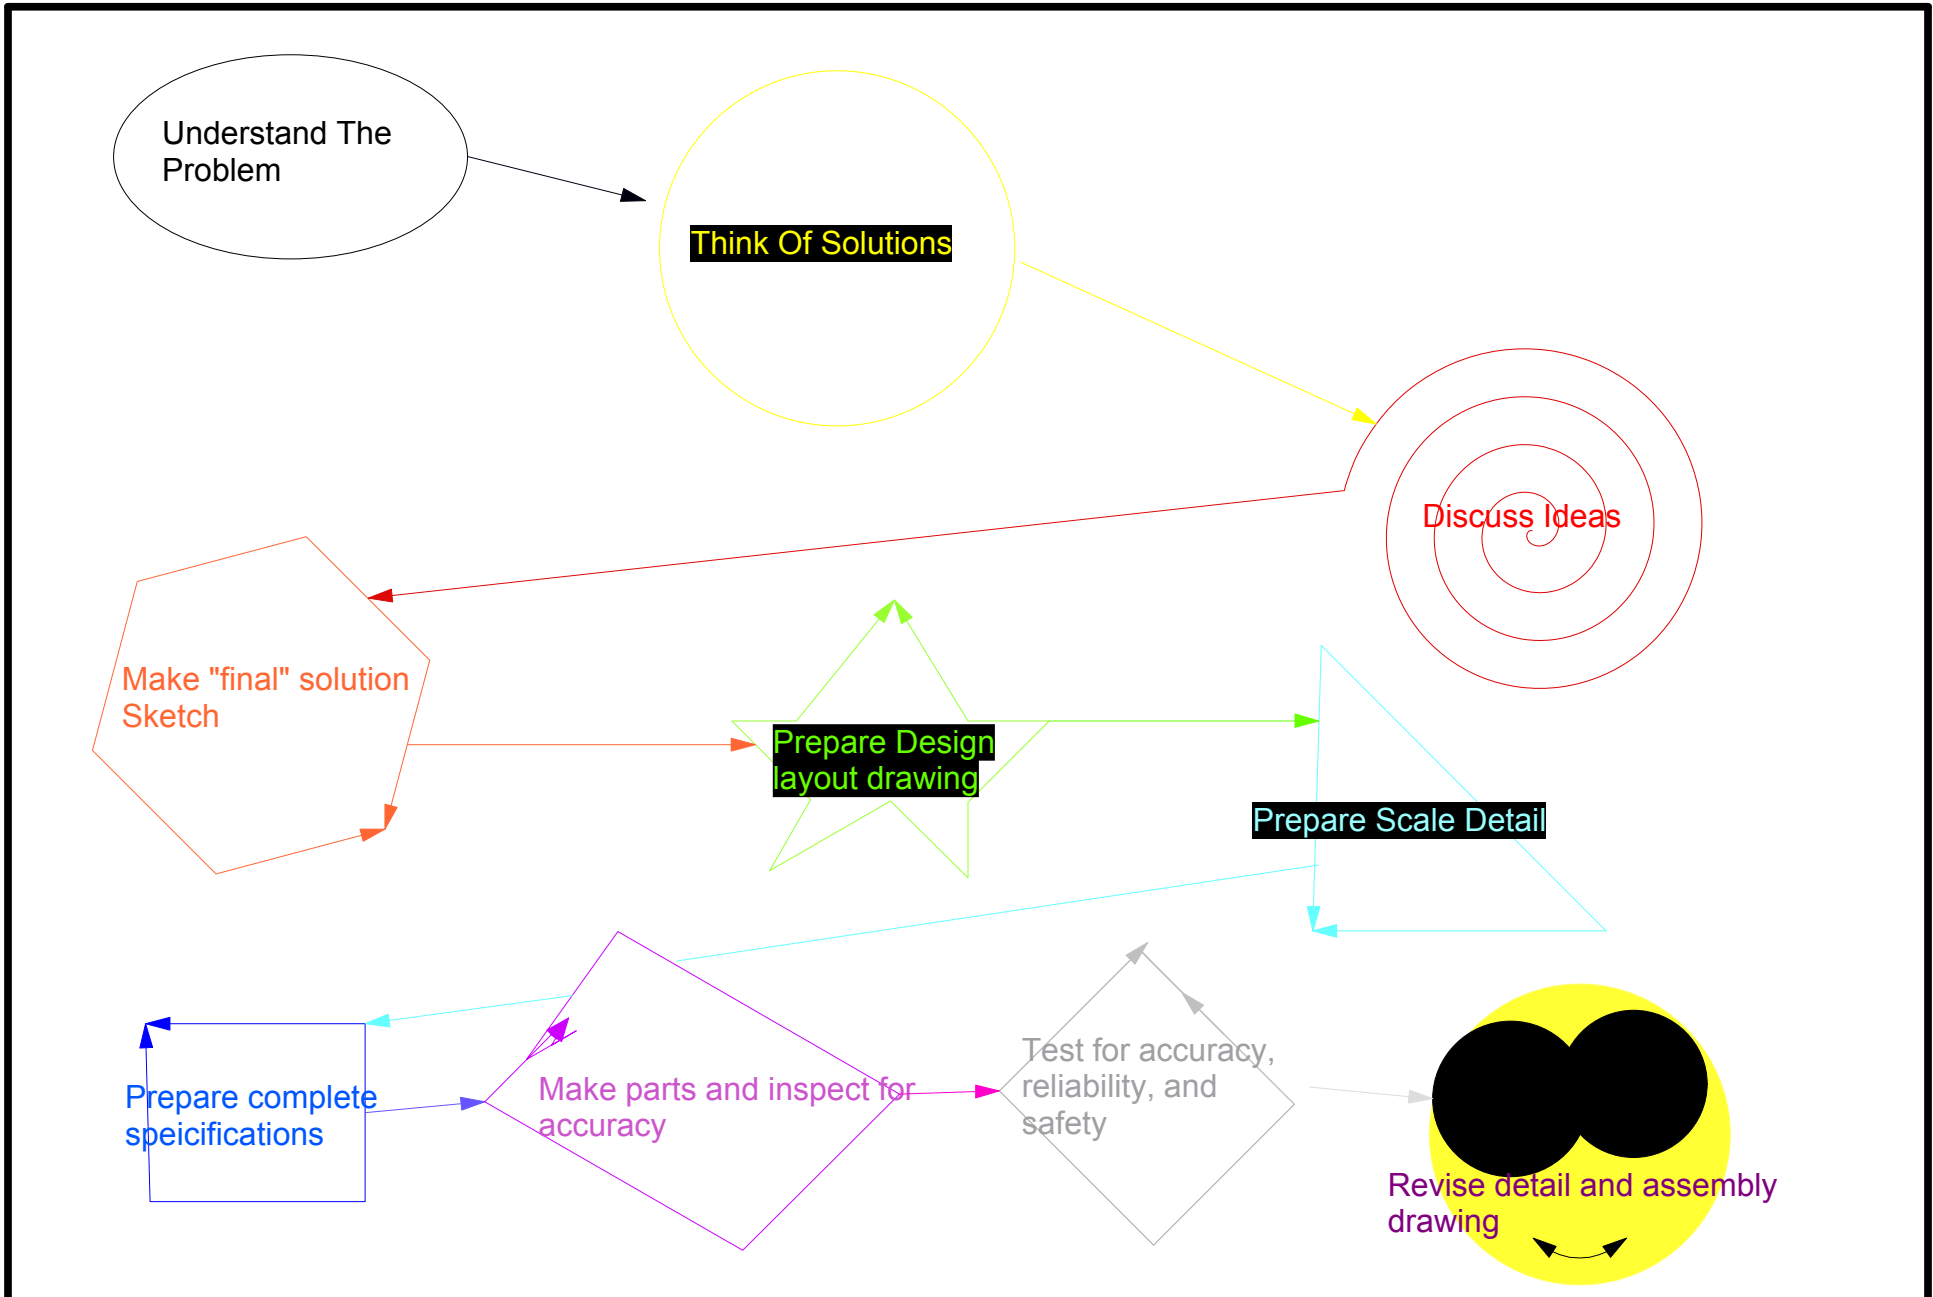 Understand The
Problem
Think Of Solutions
Discuss Ideas
Make "final" solution
Sketch
Prepare Design
layout drawing
Prepare Scale Detail
Prepare complete
speicifications
Make parts and inspect for
accuracy
Test for accuracy,
reliability, and
safety
Revise detail and assembly
drawing